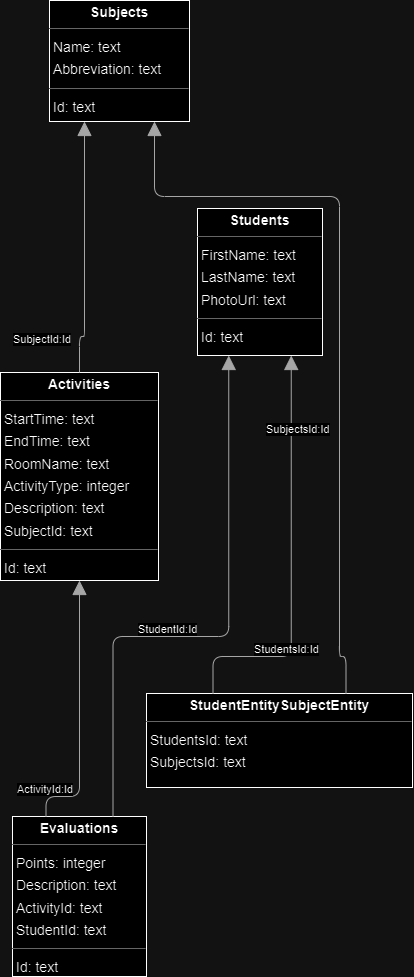 Subjects
Name: text
Abbreviation: text
Id: text
Students
FirstName: text
LastName: text
PhotoUrl: text
Id: text
SubjectId:Id
Activities
StartTime: text
EndTime: text
RoomName: text
ActivityType: integer
Description: text
SubjectId: text
Id: text
SubjectsId:Id
StudentId:Id
StudentsId:Id
StudentEntitySubjectEntity
StudentsId: text
SubjectsId: text
ActivityId:Id
Evaluations
Points: integer
Description: text
ActivityId: text
StudentId: text
Id: text